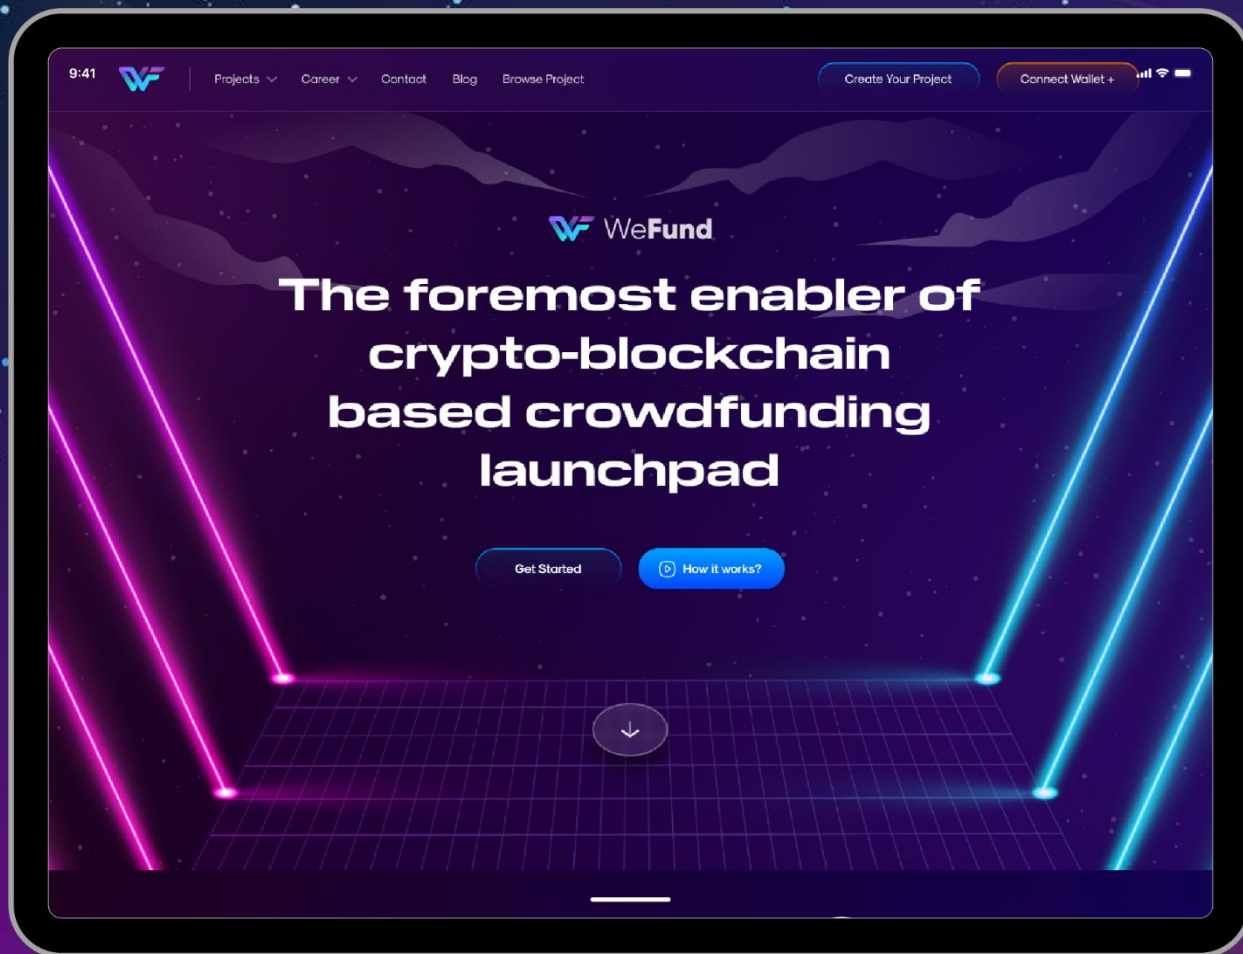 9:41
Projects
Career
Contact
Blog
Browse Project
Create Your Project
Connect Wallet +
WeFund
The foremost enabler of
crypto-blockchain
based crowdfunding
launchpad
Get Started
How it works?